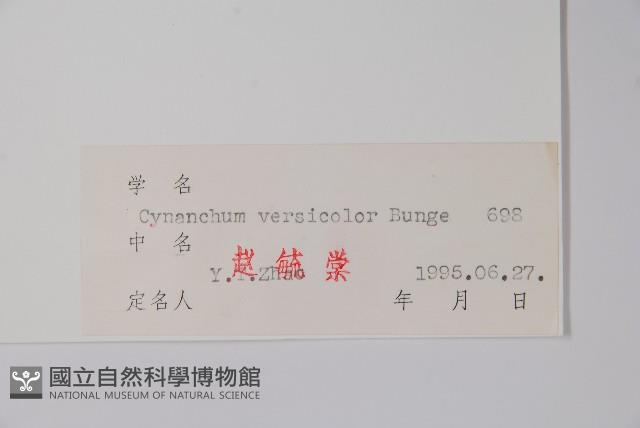 学 名
Cynanchum versicolor Bunge 698
中 名
赵 毓 棠
Y.T.Zhao 1995.06.27.
定名人 年 月 日
國立自然科學博物館
NATIONAL MUSEUM OF NATURAL SCIENCE